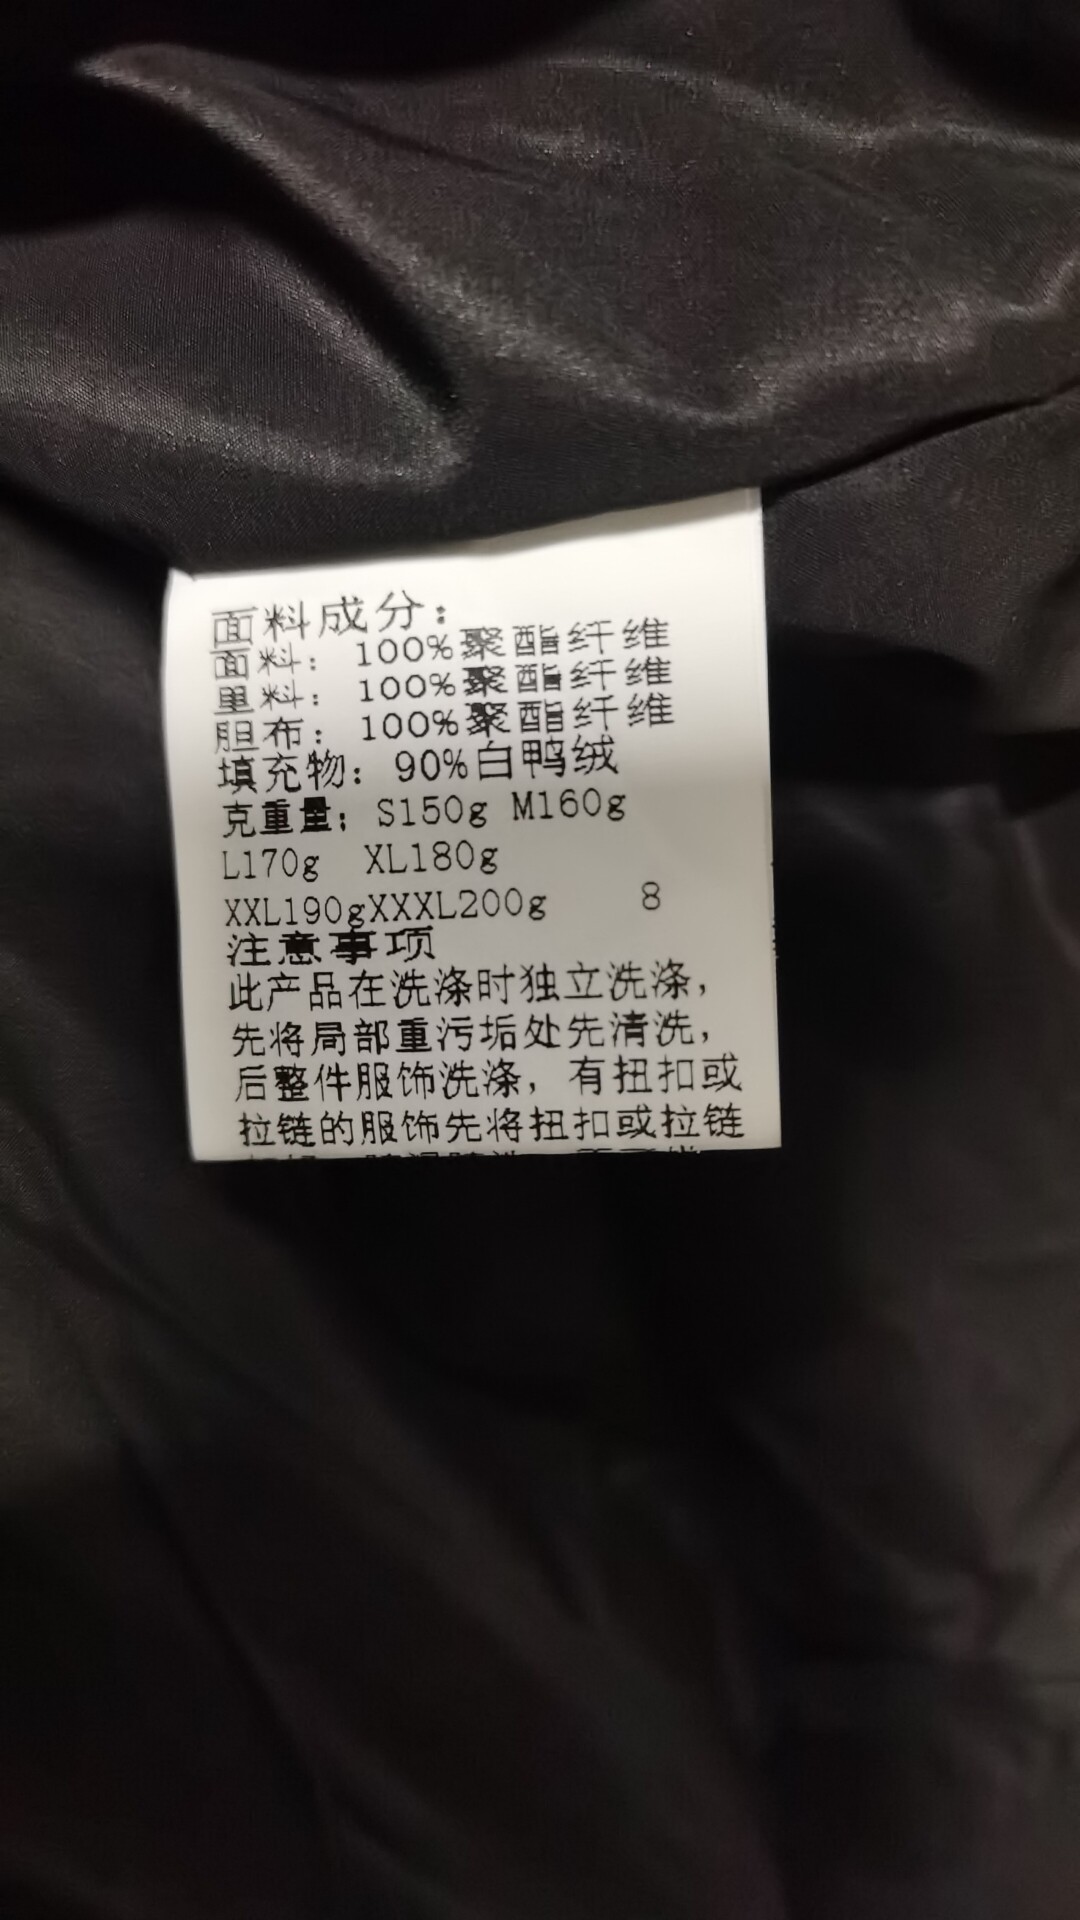 面料成分：
面料： 100%聚酯纤维
里料： 100%聚酯纤维
胆布： 100%聚酯纤维
填充物： 90%白鸭绒
克重量： S150g M160g
L170g XL180g
XXL190gXXXL200g 8
注意事项
此产品在洗涤时独立洗涤，
先将局部重污垢处先清洗，
后整件服饰洗涤，有扭扣或
拉链的服饰先将扭扣或拉链